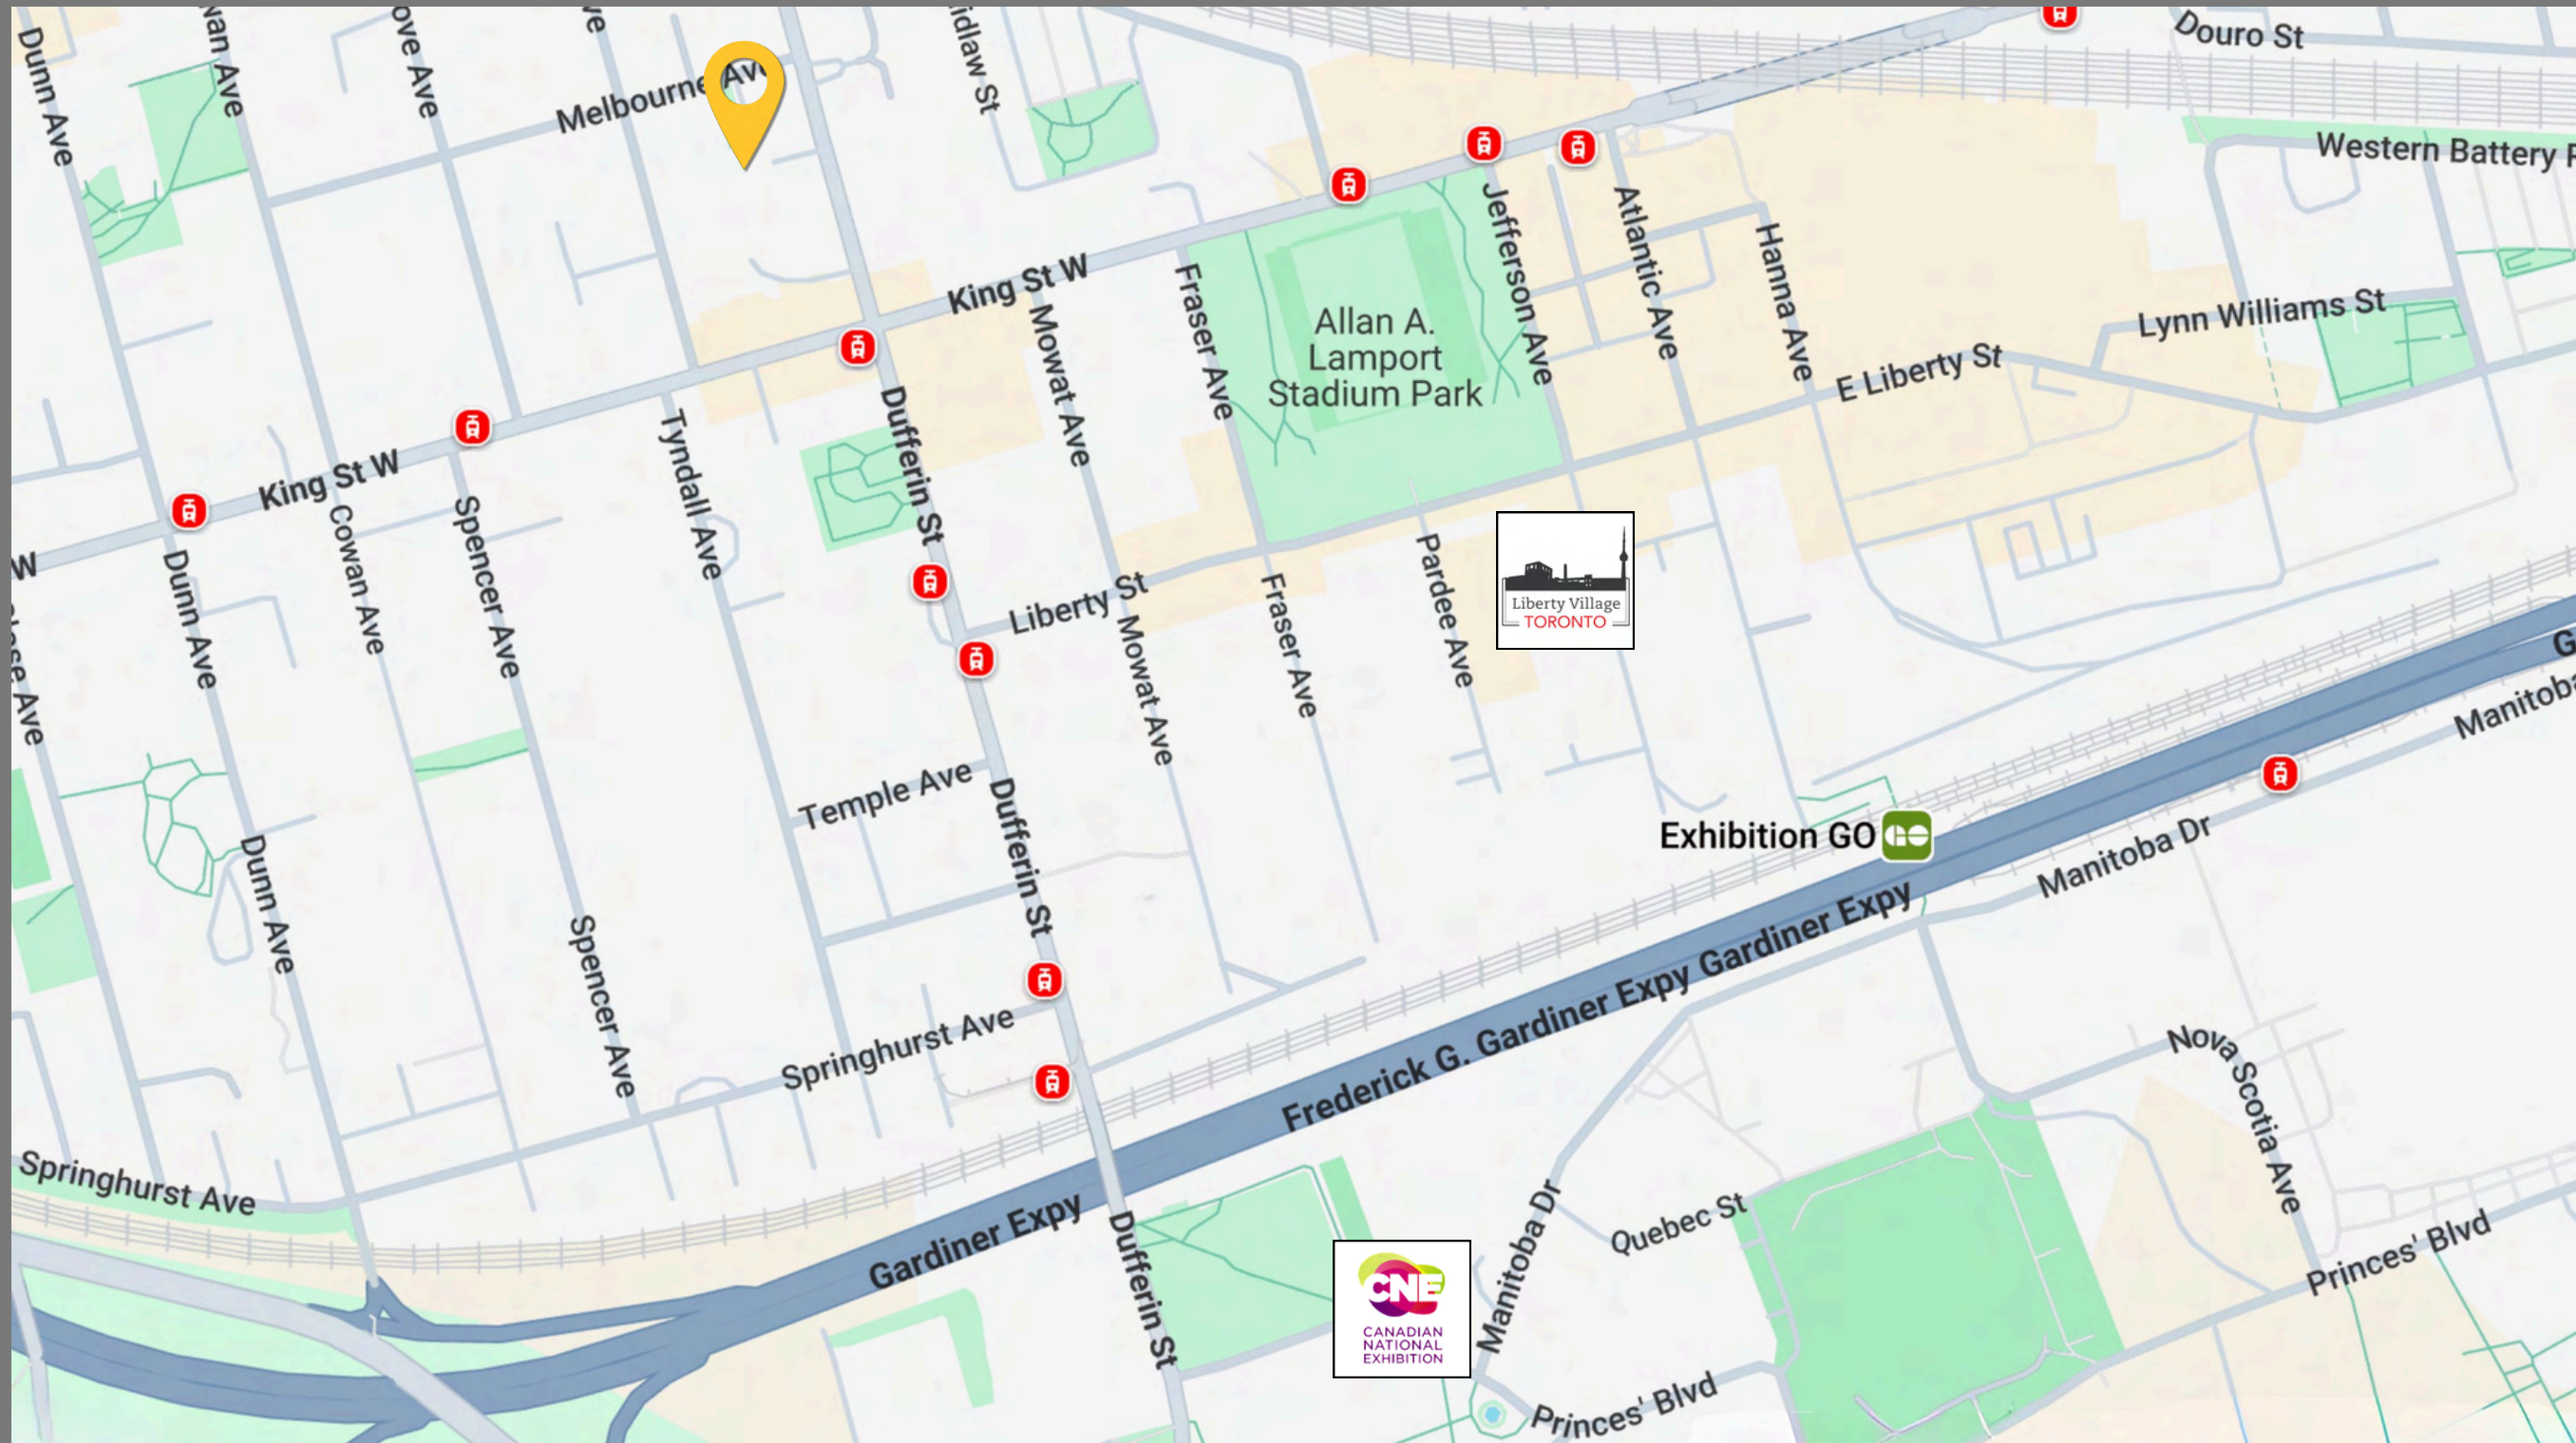 Dunn Ave
Melbourne Ave
Douro St
Western Battery
King St W
Mowat Ave
Fraser Ave
Allan A.
Lamport
Stadium Park
Jefferson Ave
Atlantic Ave
Hanna Ave
E Liberty St
Lynn Williams St
King St W
Tyndall Ave
Dufferin St
Cowan Ave
Spencer Ave
Dunn Ave
W
Liberty St
Mowat Ave
Fraser Ave
Pardee Ave
Liberty Village
TORONTO
Manitoba
Temple Ave
Dufferin St
Exhibition GO
GO
Manitoba Dr
Dunn Ave
Spencer Ave
Springhurst Ave
Frederick G. Gardiner Expy Gardiner Expy
Nova Scotia Ave
Springhurst Ave
Gardiner Expy
Dufferin St
CNE
CANADIAN
NATIONAL
EXHIBITION
Manitoba Dr
Quebec St
Princes' Blvd
Princes' Blvd